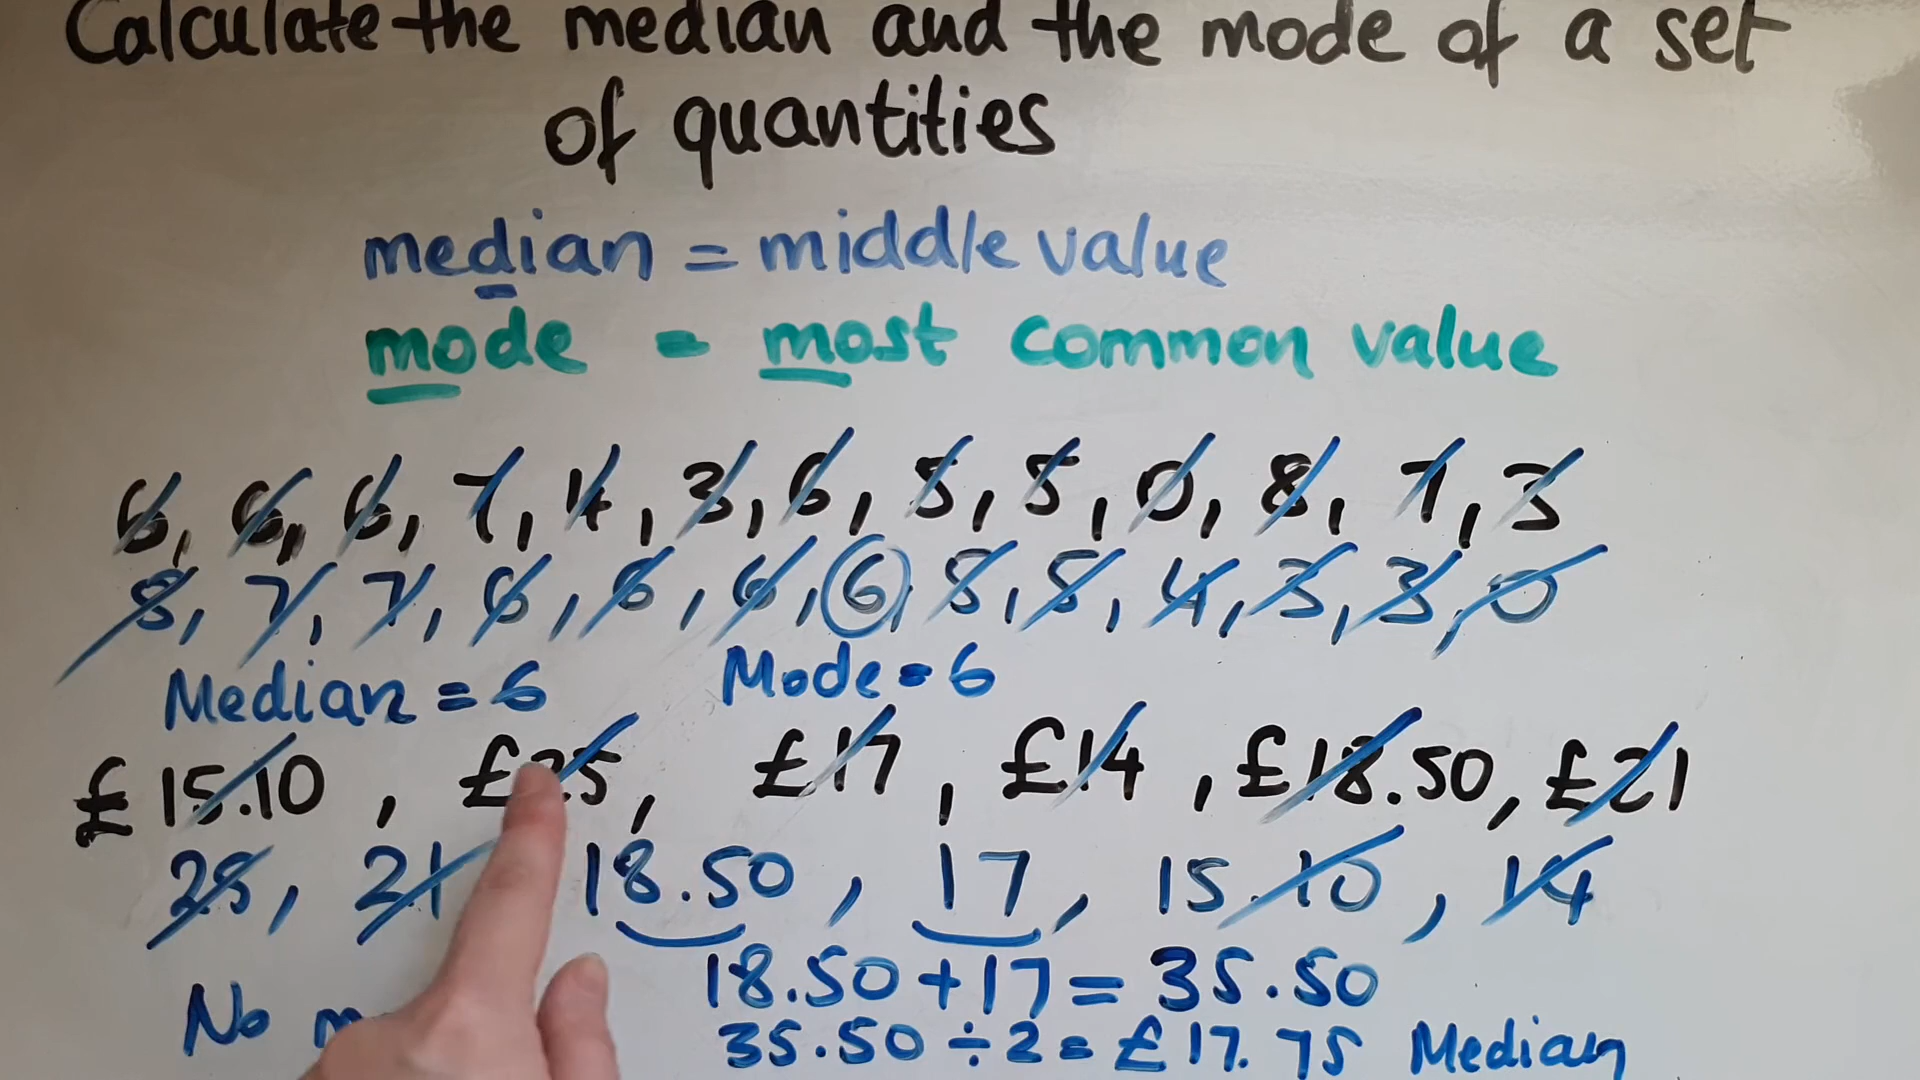 Calculate the median and the mode of a set
of quantities
median = middle value
mode = most common value
6, 6, 6, 7, 4, 3, 6, 5, 5, 0, 8, 7, 3
8, 7, 7, 6, 6, 6, 6, 5, 5, 4, 3, 3, 0
Median = 6 Mode = 6
£15.10, £25, £17, £14, £18.50, £21
25, 21 18.50, 17, 15.10, 14
No
18.50 + 17 = 35.50
35.50 ÷ 2 = £17.75 Median